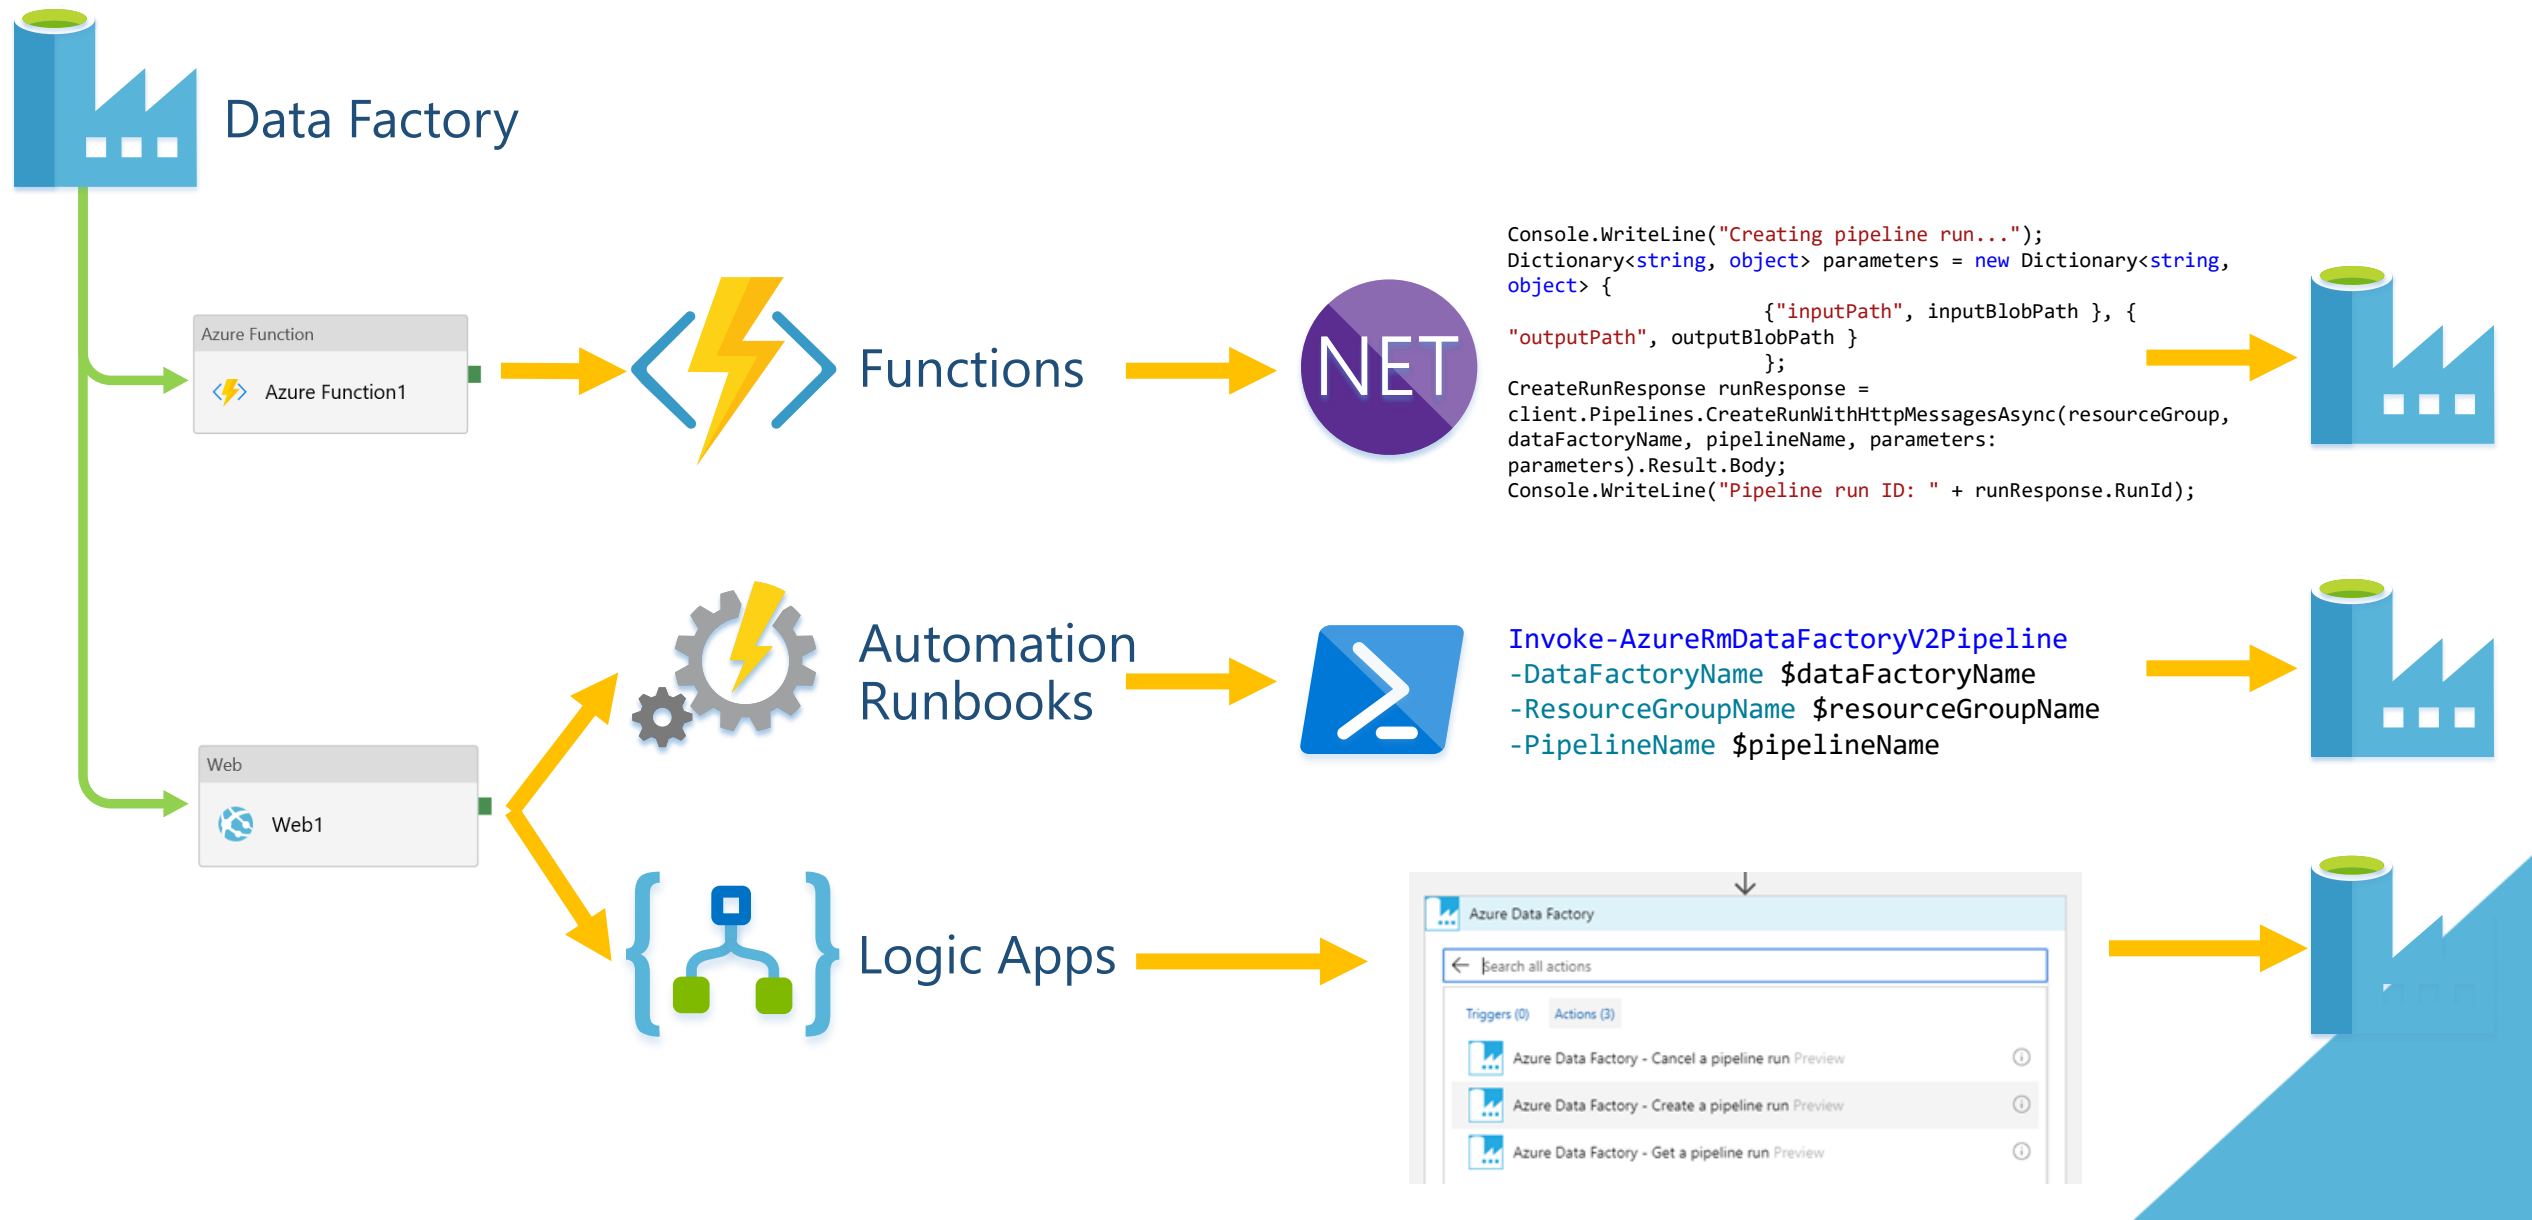 Data Factory
Azure Function
Azure Function1
Functions
NET
Console.WriteLine("Creating pipeline run...");
Dictionary<string, object> parameters = new Dictionary<string,
object> {
{"inputPath", inputBlobPath }, {
"outputPath", outputBlobPath }
};
CreateRunResponse runResponse =
client.Pipelines.CreateRunWithHttpMessagesAsync(resourceGroup,
dataFactoryName, pipelineName, parameters:
parameters).Result.Body;
Console.WriteLine("Pipeline run ID: " + runResponse.RunId);
Automation
Runbooks
Invoke-AzureRmDataFactoryV2Pipeline
-DataFactoryName $dataFactoryName
-ResourceGroupName $resourceGroupName
-PipelineName $pipelineName
Web
Web1
Logic Apps
Azure Data Factory
Search all actions
Triggers (0) Actions (3)
Azure Data Factory - Cancel a pipeline run Preview
Azure Data Factory - Create a pipeline run Preview
Azure Data Factory - Get a pipeline run Preview